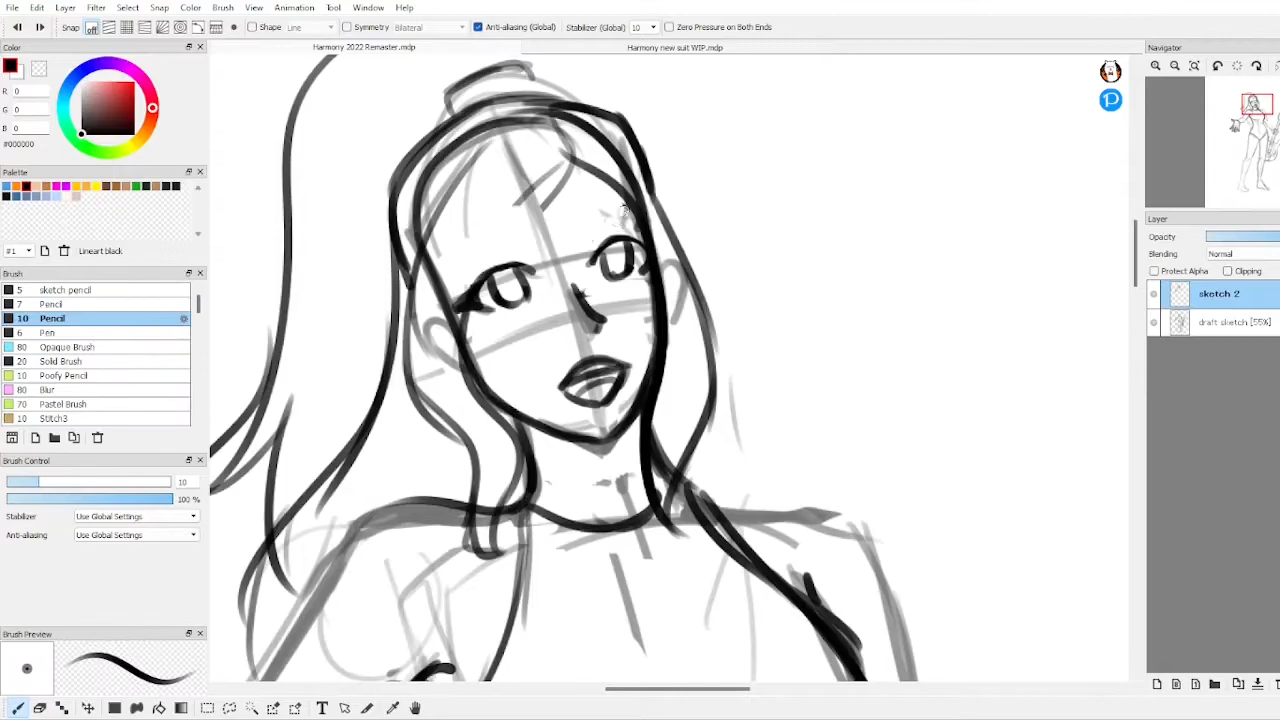 File Edit View Layer Filter Select Snap Color Brush View Animation Tool Window Help
Snap off Shape Line Symmetry Bilateral Anti-aliasing (Global) Stabilizer (Global) 10 Zero Pressure on Both Ends
Color
Harmony 2022 Remaster.mdp
Harmony new suit WIP.mdp
Navigator
R 0
G 0
B 0
#000000
Palette
#1 Lineart black
Brush
5 sketch pencil
7 Pencil
10 Pencil
6 Pen
80 Opaque Brush
20 Solid Brush
10 Poofy Pencil
80 Blur
70 Pastel Brush
10 Stitch3
Brush Control
10
100 %
Stabilizer Use Global Settings
Anti-aliasing Use Global Settings
Brush Preview
Layer
Opacity
Blending Normal
Protect Alpha Clipping
sketch 2
draft sketch [55%]
P
T